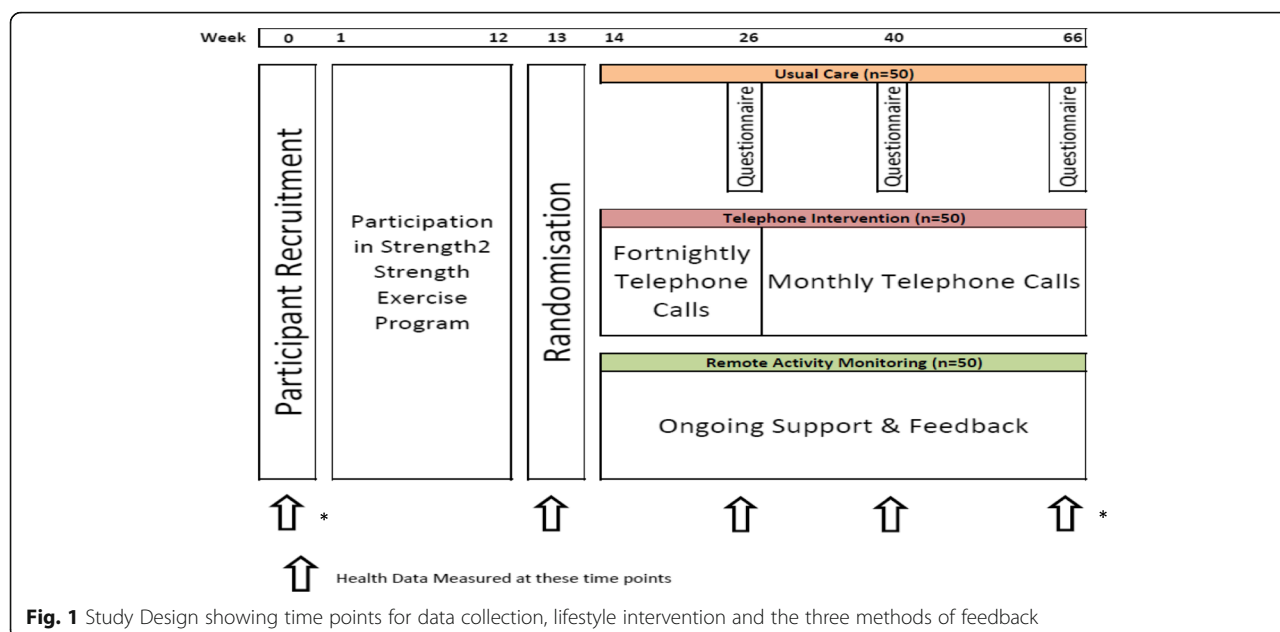 Week 0 1 12 13 14 26 40 66
Participant Recruitment
Participation
in Strength2
Strength
Exercise
Program
Randomisation
Usual Care (n=50)
Questionnaire
Questionnaire
Questionnaire
Telephone Intervention (n=50)
Fortnightly
Telephone
Calls
Monthly Telephone Calls
Remote Activity Monitoring (n=50)
Ongoing Support & Feedback
* *
Health Data Measured at these time points
Fig. 1 Study Design showing time points for data collection, lifestyle intervention and the three methods of feedback